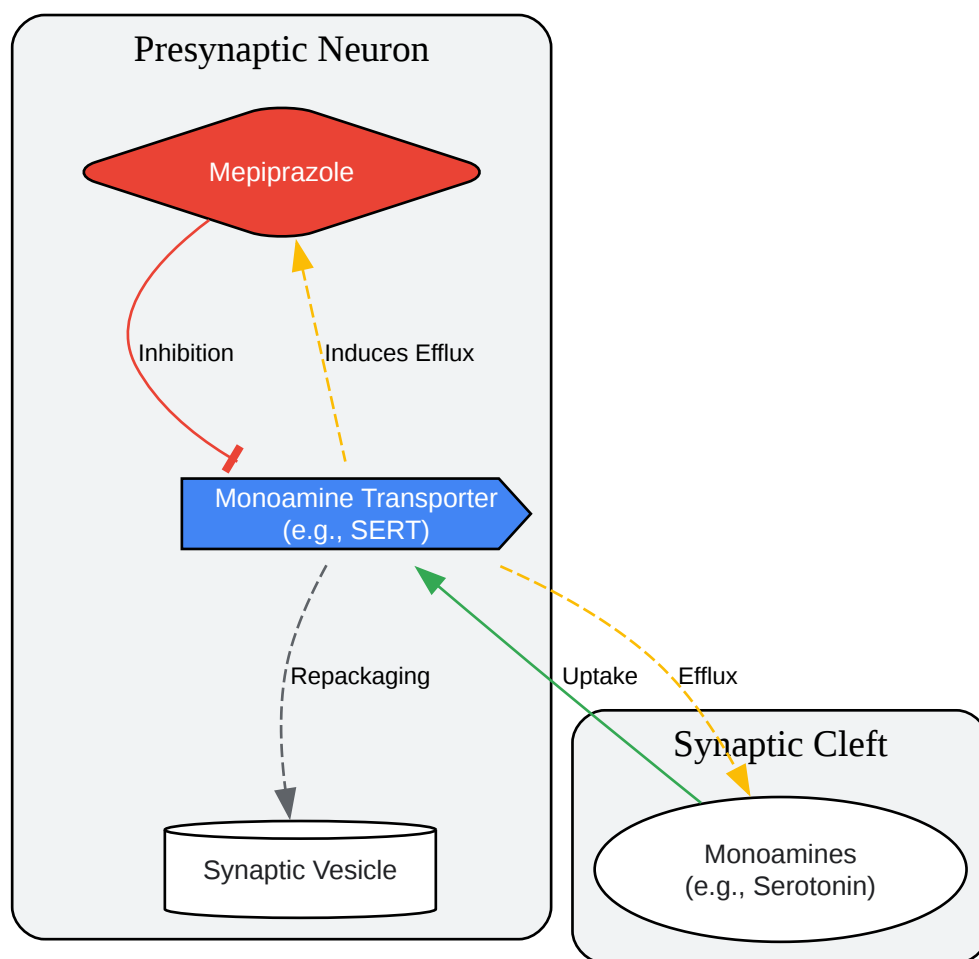 Presynaptic Neuron
Mepiprazole
Inhibition
Induces Efflux
Monoamine Transporter
(e.g., SERT)
Repackaging
Uptake
Efflux
Synaptic Cleft
Synaptic Vesicle
Monoamines
(e.g., Serotonin)